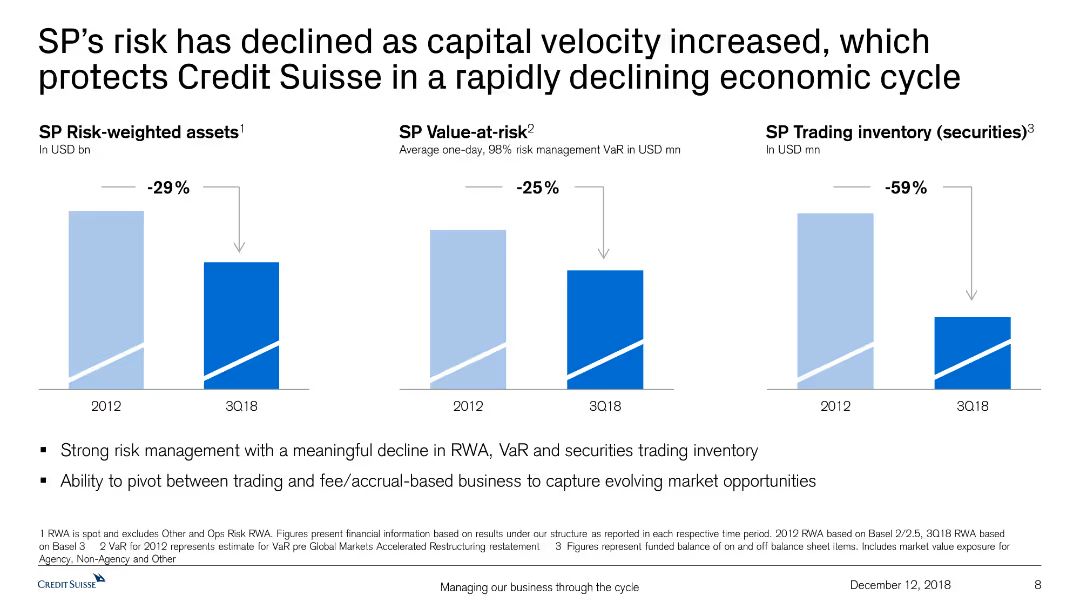 SP's risk has declined as capital velocity increased, which
protects Credit Suisse in a rapidly declining economic cycle
SP Risk-weighted assets1
In USD bn
-29%
2012
3Q18
SP Value-at-risk2
Average one-day, 98% risk management VaR in USD mn
-25%
2012
3Q18
SP Trading inventory (securities)3
In USD mn
-59%
2012
3Q18
▪ Strong risk management with a meaningful decline in RWA, VaR and securities trading inventory
▪ Ability to pivot between trading and fee/accrual-based business to capture evolving market opportunities
1 RWA is spot and excludes Other and Ops Risk RWA. Figures present financial information based on results under our structure as reported in each respective time period. 2012 RWA based on Basel 2/2.5, 3Q18 RWA based
on Basel 3 2 VaR for 2012 represents estimate for VaR pre Global Markets Accelerated Restructuring restatement 3 Figures represent funded balance of on and off balance sheet items. Includes market value exposure for
Agency, Non-Agency and Other
CREDIT SUISSE
Managing our business through the cycle
December 12, 2018
8